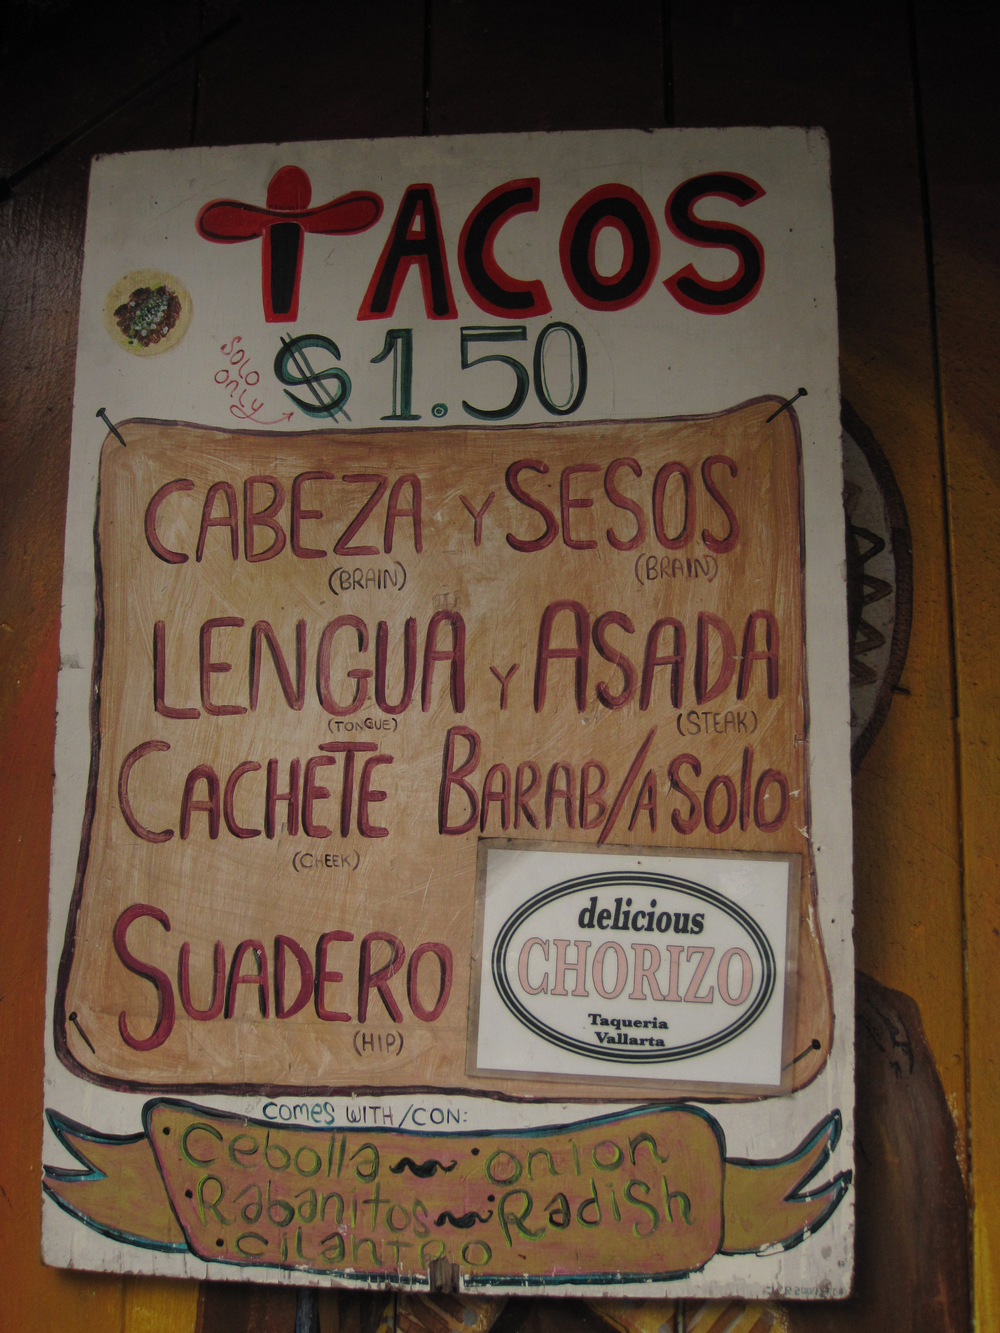 TACOS
SOLO
ONLY
$1.50
CABEZA Y SESOS
(BRAIN) (BRAIN)
LENGUA Y ASADA
(TONGUE) (STEAK)
CACHETE BARAB/A SOLO
(CHEEK)
delicious
CHORIZO
Taqueria
Vallarta
SUADERO
(HIP)
COMES WITH/CON:
Cebolla ~ · onion
· Rabanitos ~ · Radish
· cilantro